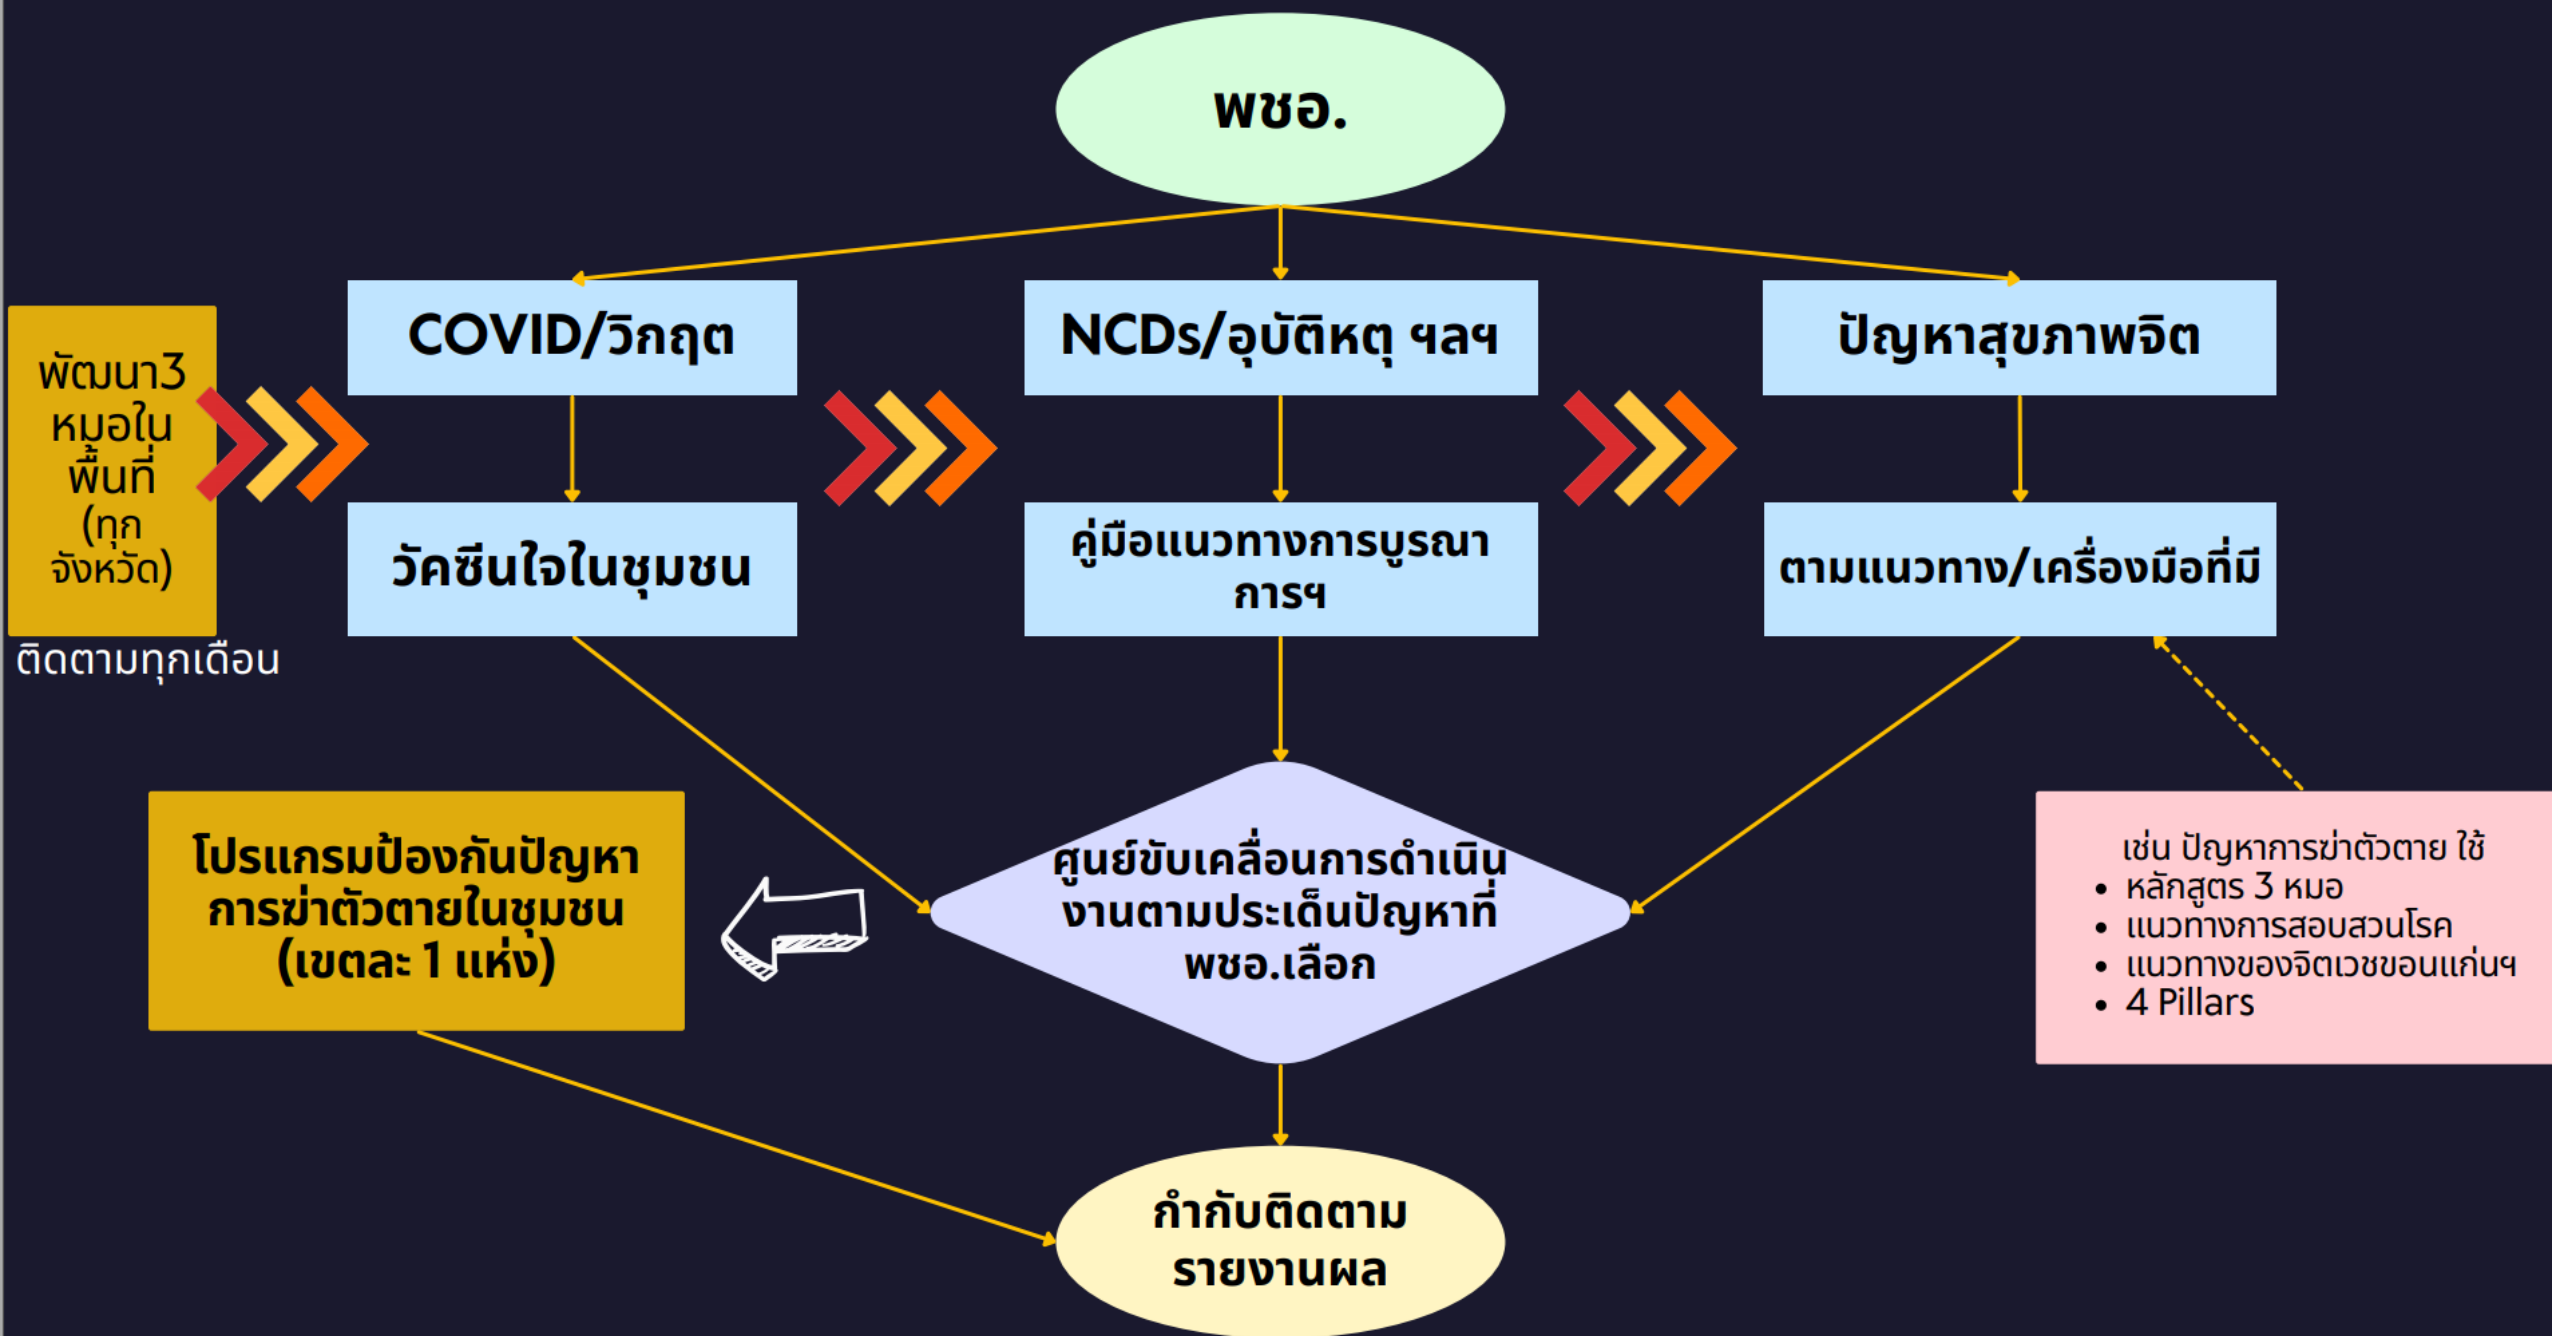 พชอ.
COVID/วิกฤต
NCDs/อุบัติหตุ ฯลฯ
ปัญหาสุขภาพจิต
พัฒนา3
หมอใน
พื้นที่
(ทุก
จังหวัด)
ติดตามทุกเดือน
วัคซีนใจในชุมชน
คู่มือแนวทางการบูรณา
การฯ
ตามแนวทาง/เครื่องมือที่มี
โปรแกรมป้องกันปัญหา
การฆ่าตัวตายในชุมชน
(เขตละ 1 แห่ง)
ศูนย์ขับเคลื่อนการดำเนิน
งานตามประเด็นปัญหาที่
พชอ.เลือก
เช่น ปัญหาการฆ่าตัวตาย ใช้
• หลักสูตร 3 หมอ
• แนวทางการสอบสวนโรค
• แนวทางของจิตเวชขอนแก่นฯ
• 4 Pillars
กำกับติดตาม
รายงานผล